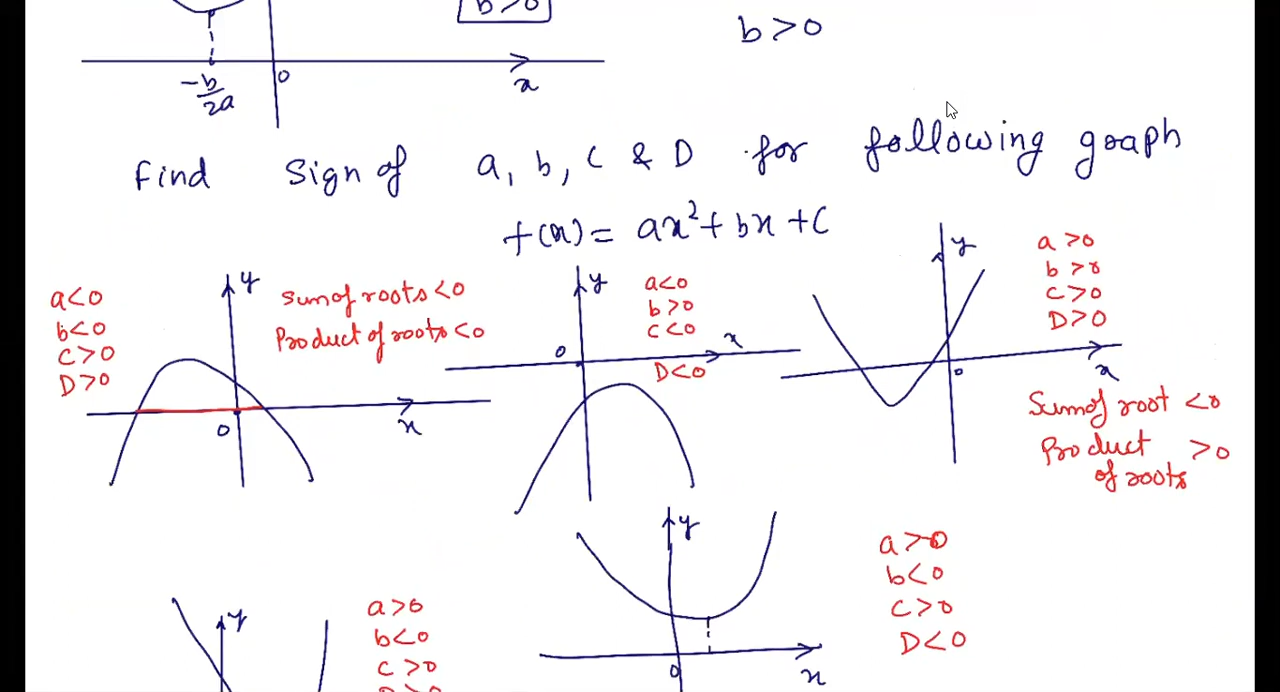 b>0
b>0
0
x
-b/2a
Find Sign of a, b, C & D for following graph
f(x) = ax²+bx+C
y
a<0
b<0
C>0
D>0
Sum of roots<0
Product of roots<0
0
x
y
a<0
b>0
C<0
0
x
D<0
y
a>0
b>0
C>0
D>0
0
x
Sum of root <0
Product of roots >0
y
a>0
b<0
C>0
D<0
0
x
y
a>0
b<0
C>0